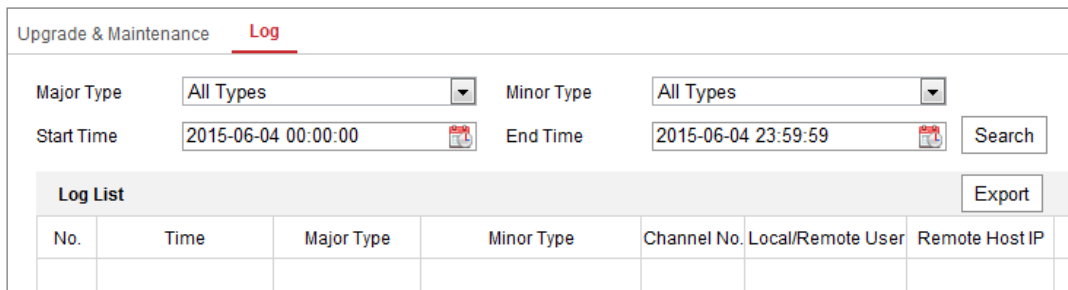 Upgrade & Maintenance Log
Major Type All Types Minor Type All Types
Start Time 2015-06-04 00:00:00 End Time 2015-06-04 23:59:59 Search
Log List Export
No. Time Major Type Minor Type Channel No. Local/Remote User Remote Host IP